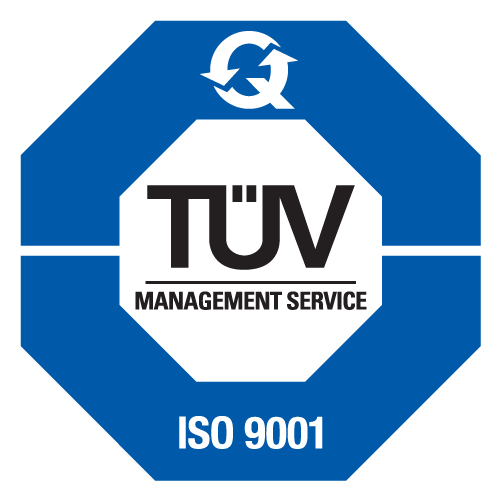 Q
TÜV
MANAGEMENT SERVICE
ISO 9001